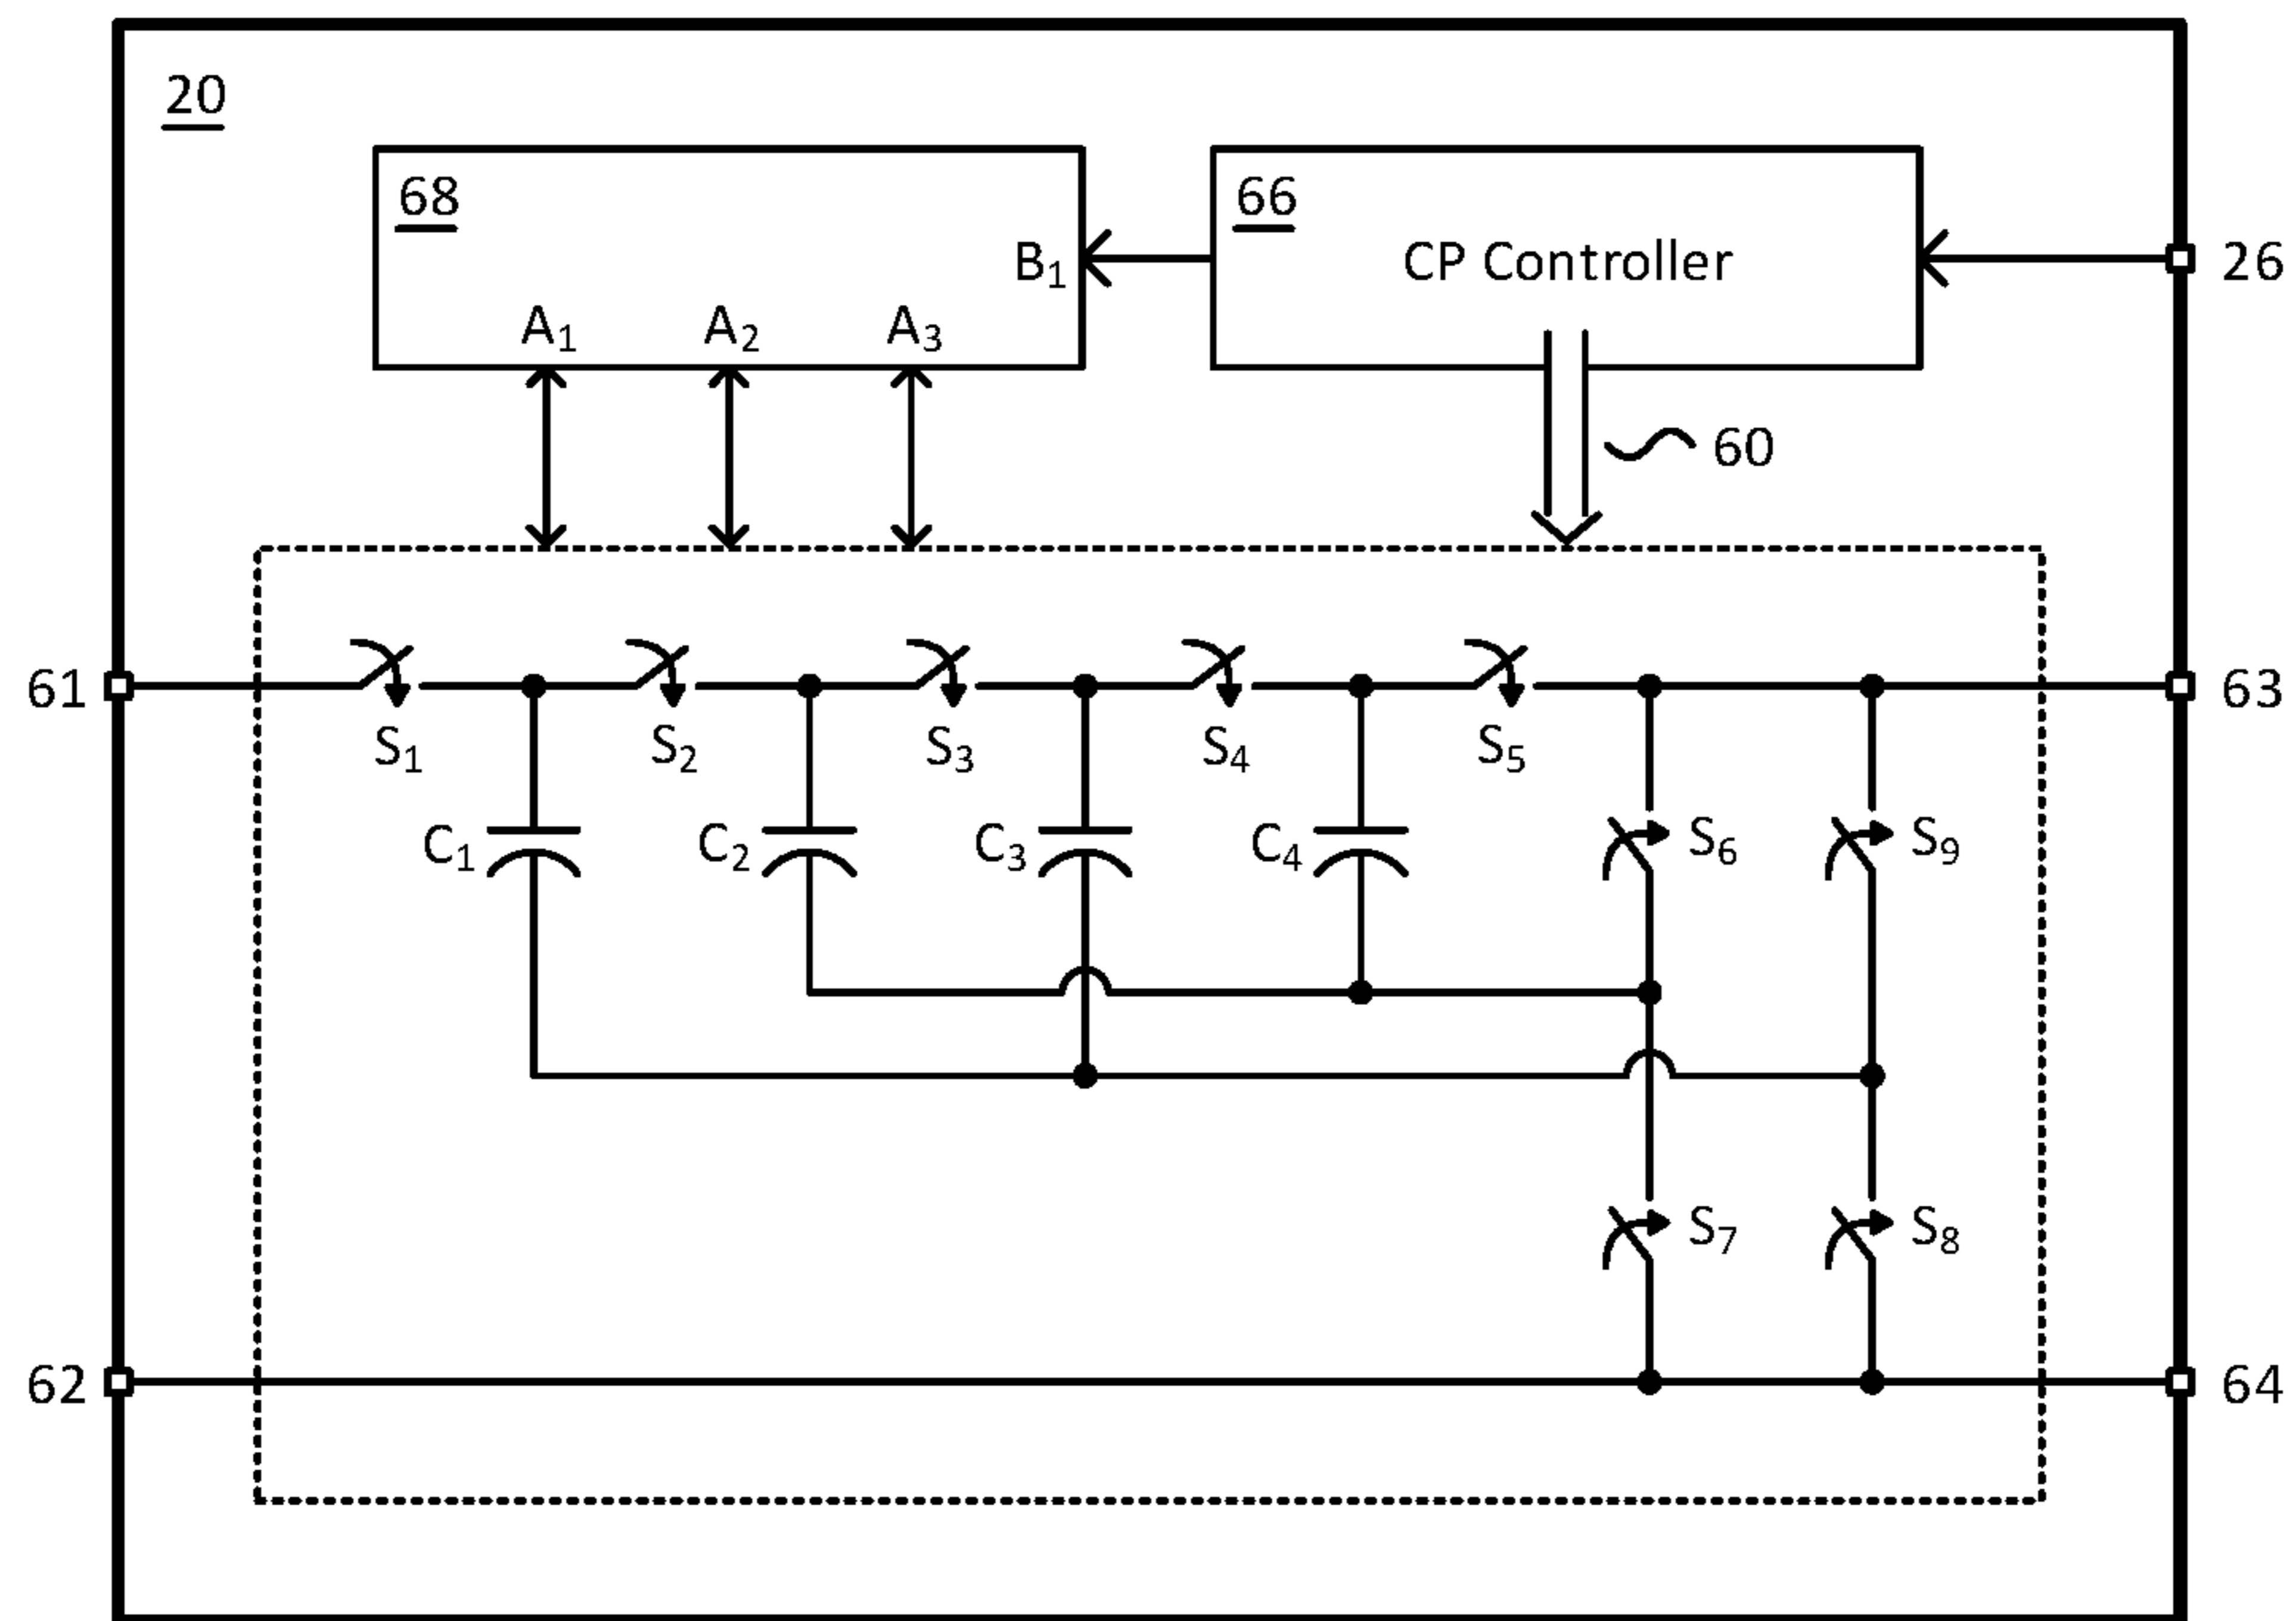 20
68
66
B₁
CP Controller
26
A₁ A₂ A₃
60
61
63
S₁ S₂ S₃ S₄ S₅
C₁ C₂ C₃ C₄ S₆ S₉
S₇ S₈
62
64